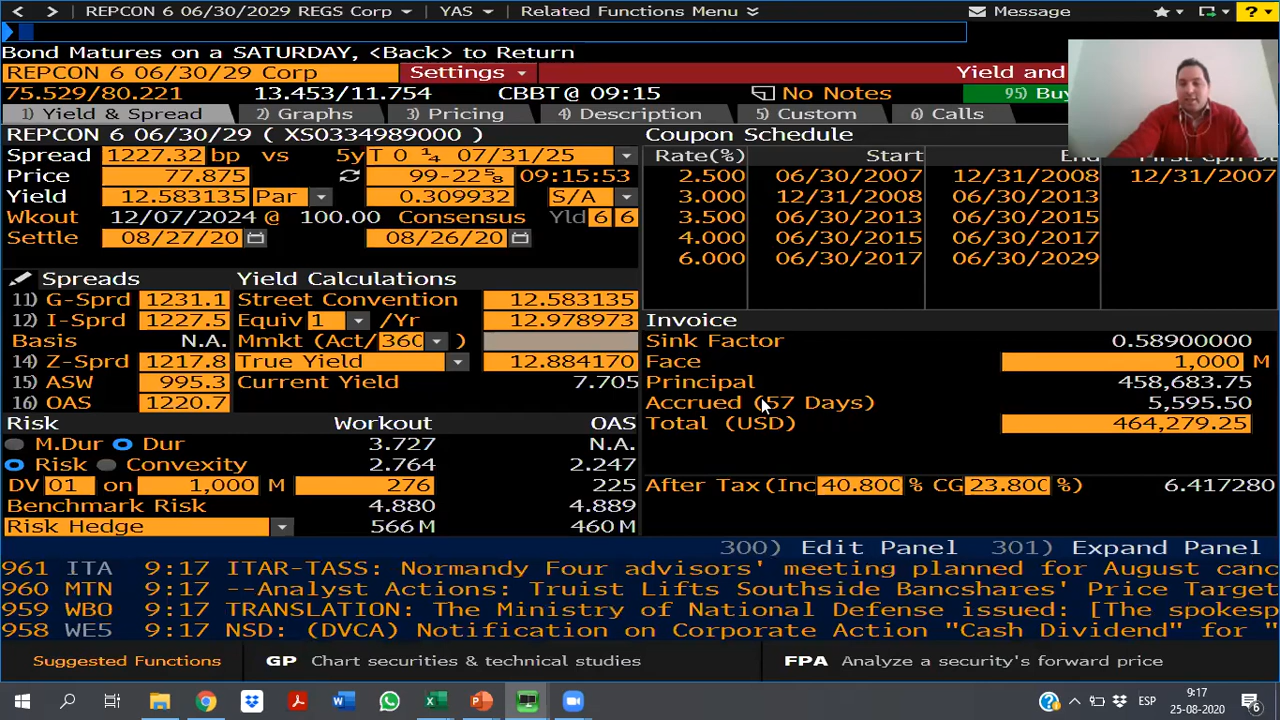 REPCON 6 06/30/2029 REGS Corp YAS Related Functions Menu Message ?
Bond Matures on a SATURDAY, <Back> to Return
REPCON 6 06/30/29 Corp Settings Yield and
75.529/80.221 13.453/11.754 CBBT@ 09:15 No Notes 95) Buy
1) Yield & Spread 2) Graphs 3) Pricing 4) Description 5) Custom 6) Calls
REPCON 6 06/30/29 ( XS0334989000 ) Coupon Schedule
Spread 1227.32 bp vs 5y T 0 ¼ 07/31/25 Rate(%) Start End First Cpn Dt
Price 77.875 99-22⅝ 09:15:53 2.500 06/30/2007 12/31/2008 12/31/2007
Yield 12.583135 Par 0.309932 S/A 3.000 12/31/2008 06/30/2013
Wkout 12/07/2024 @ 100.00 Consensus Yld 6 6 3.500 06/30/2013 06/30/2015
Settle 08/27/20 08/26/20 4.000 06/30/2015 06/30/2017
6.000 06/30/2017 06/30/2029
Spreads Yield Calculations
11) G-Sprd 1231.1 Street Convention 12.583135
12) I-Sprd 1227.5 Equiv 1 /Yr 12.978973 Invoice
Basis N.A. Mmkt (Act/ 360 ) Sink Factor 0.58900000
14) Z-Sprd 1217.8 True Yield 12.884170 Face 1,000 M
15) ASW 995.3 Current Yield 7.705 Principal 458,683.75
16) OAS 1220.7 Accrued (57 Days) 5,595.50
Risk Workout OAS Total (USD) 464,279.25
M.Dur Dur 3.727 N.A.
Risk Convexity 2.764 2.247
DV 01 on 1,000 M 276 225 After Tax(Inc 40.800 % CG 23.800 %) 6.417280
Benchmark Risk 4.880 4.889
Risk Hedge 566 M 460 M
300) Edit Panel 301) Expand Panel
961 ITA 9:17 ITAR-TASS: Normandy Four advisors' meeting planned for August canc
960 MTN 9:17 --Analyst Actions: Truist Lifts Southside Bancshares' Price Target
959 WBO 9:17 TRANSLATION: The Ministry of National Defense issued: [The spokesp
958 WE5 9:17 NSD: (DVCA) Notification on Corporate Action "Cash Dividend" for "
Suggested Functions GP Chart securities & technical studies FPA Analyze a security's forward price
ESP 9:17
25-08-2020 6